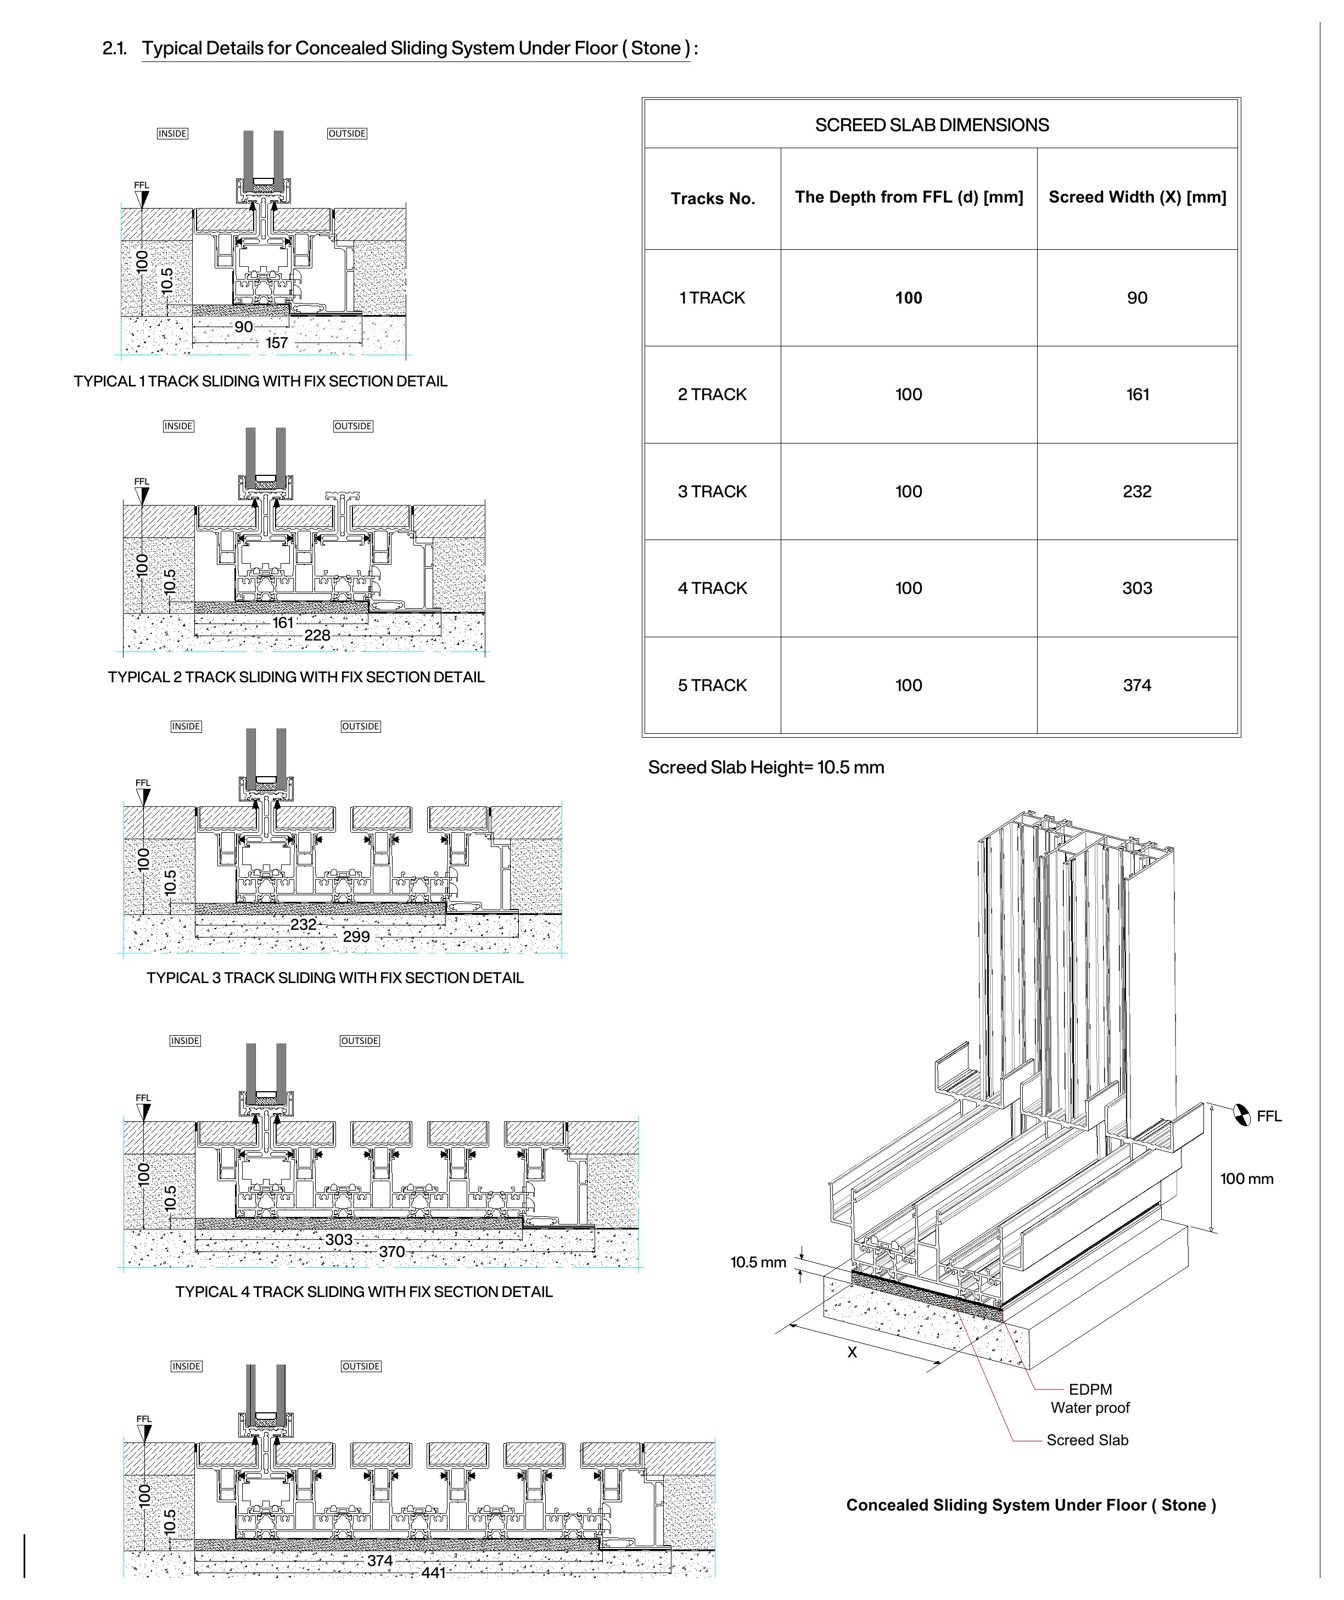 2.1. Typical Details for Concealed Sliding System Under Floor ( Stone ) :
INSIDE
OUTSIDE
FFL
100
10.5
90
157
TYPICAL 1 TRACK SLIDING WITH FIX SECTION DETAIL
INSIDE
OUTSIDE
FFL
100
10.5
161
228
TYPICAL 2 TRACK SLIDING WITH FIX SECTION DETAIL
INSIDE
OUTSIDE
FFL
100
10.5
232
299
TYPICAL 3 TRACK SLIDING WITH FIX SECTION DETAIL
INSIDE
OUTSIDE
FFL
100
10.5
303
370
TYPICAL 4 TRACK SLIDING WITH FIX SECTION DETAIL
INSIDE
OUTSIDE
FFL
100
10.5
374
441
SCREED SLAB DIMENSIONS
Tracks No. The Depth from FFL (d) [mm] Screed Width (X) [mm]
1 TRACK 100 90
2 TRACK 100 161
3 TRACK 100 232
4 TRACK 100 303
5 TRACK 100 374
Screed Slab Height= 10.5 mm
FFL
100 mm
10.5 mm
X
EDPM
Water proof
Screed Slab
Concealed Sliding System Under Floor ( Stone )